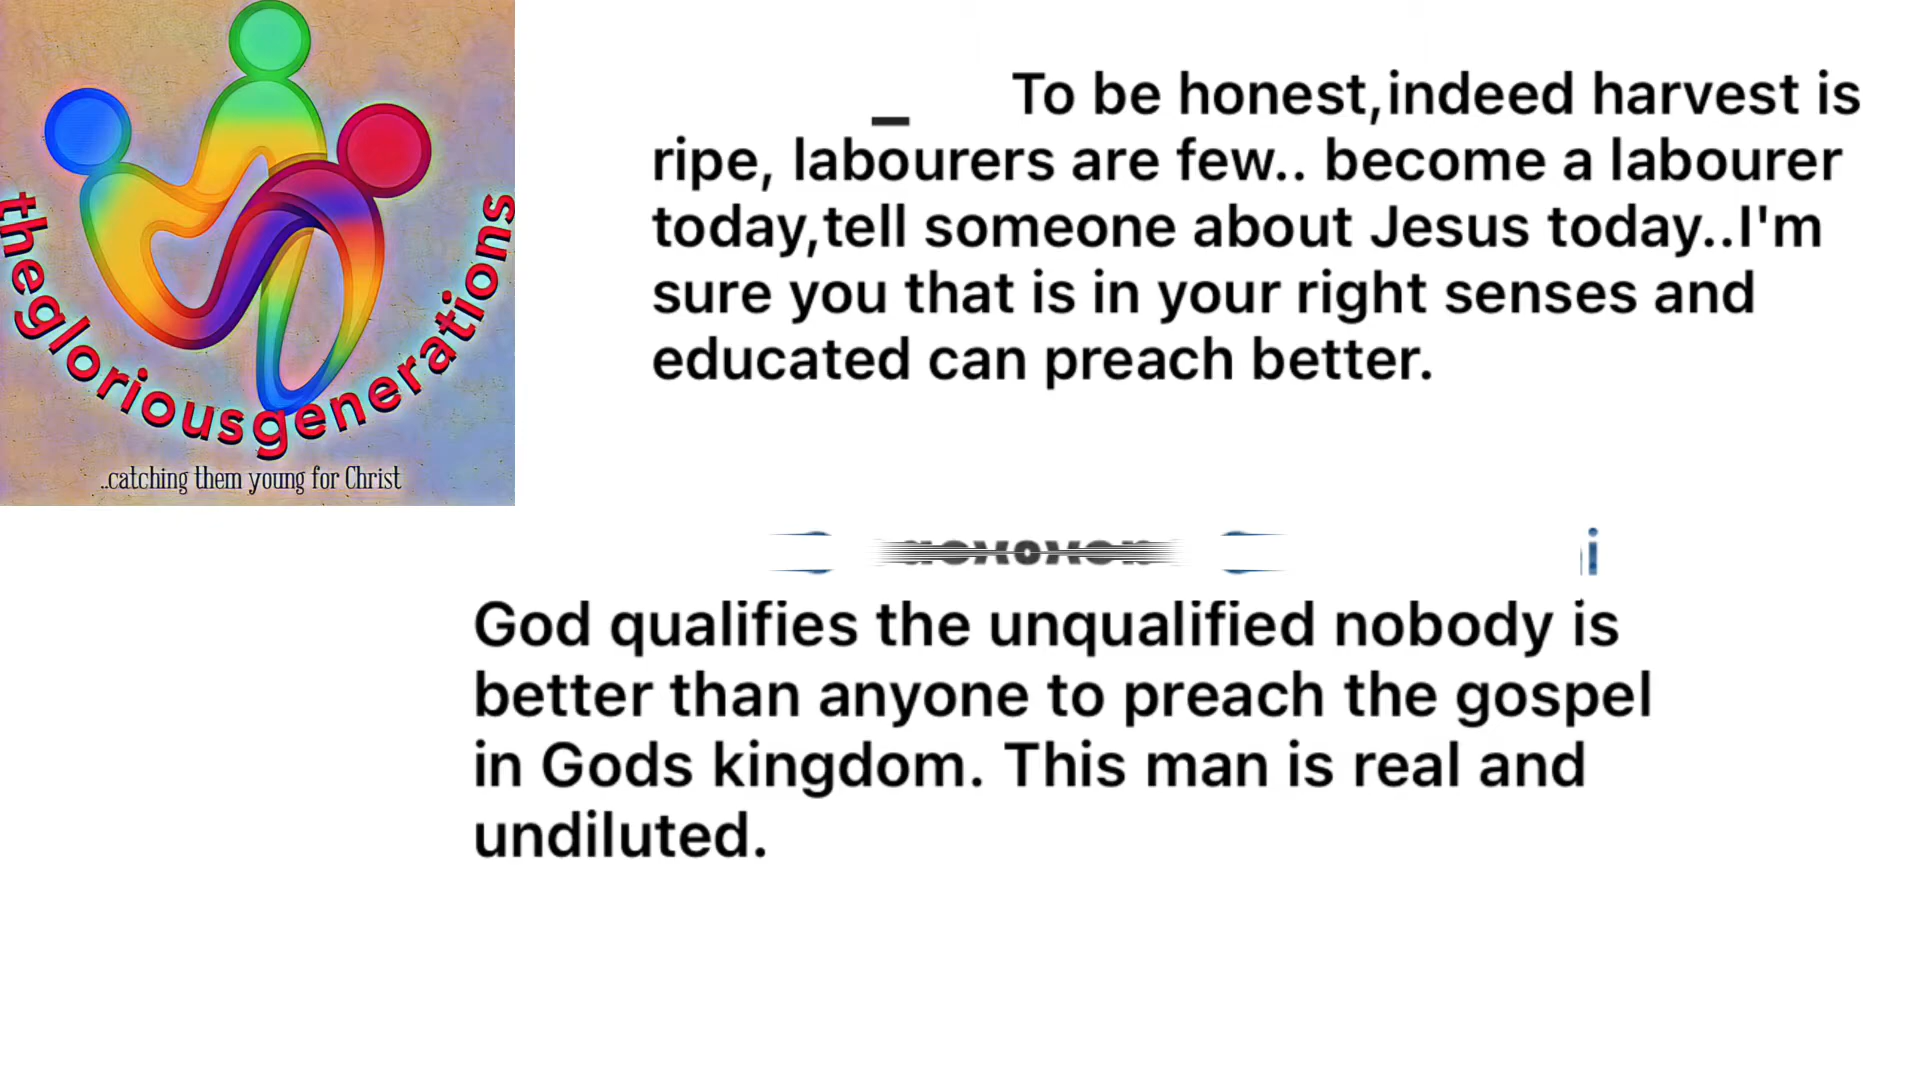 thegloriousgenerations
..catching them young for Christ
To be honest,indeed harvest is
ripe, labourers are few.. become a labourer
today,tell someone about Jesus today..I'm
sure you that is in your right senses and
educated can preach better.
God qualifies the unqualified nobody is
better than anyone to preach the gospel
in Gods kingdom. This man is real and
undiluted.